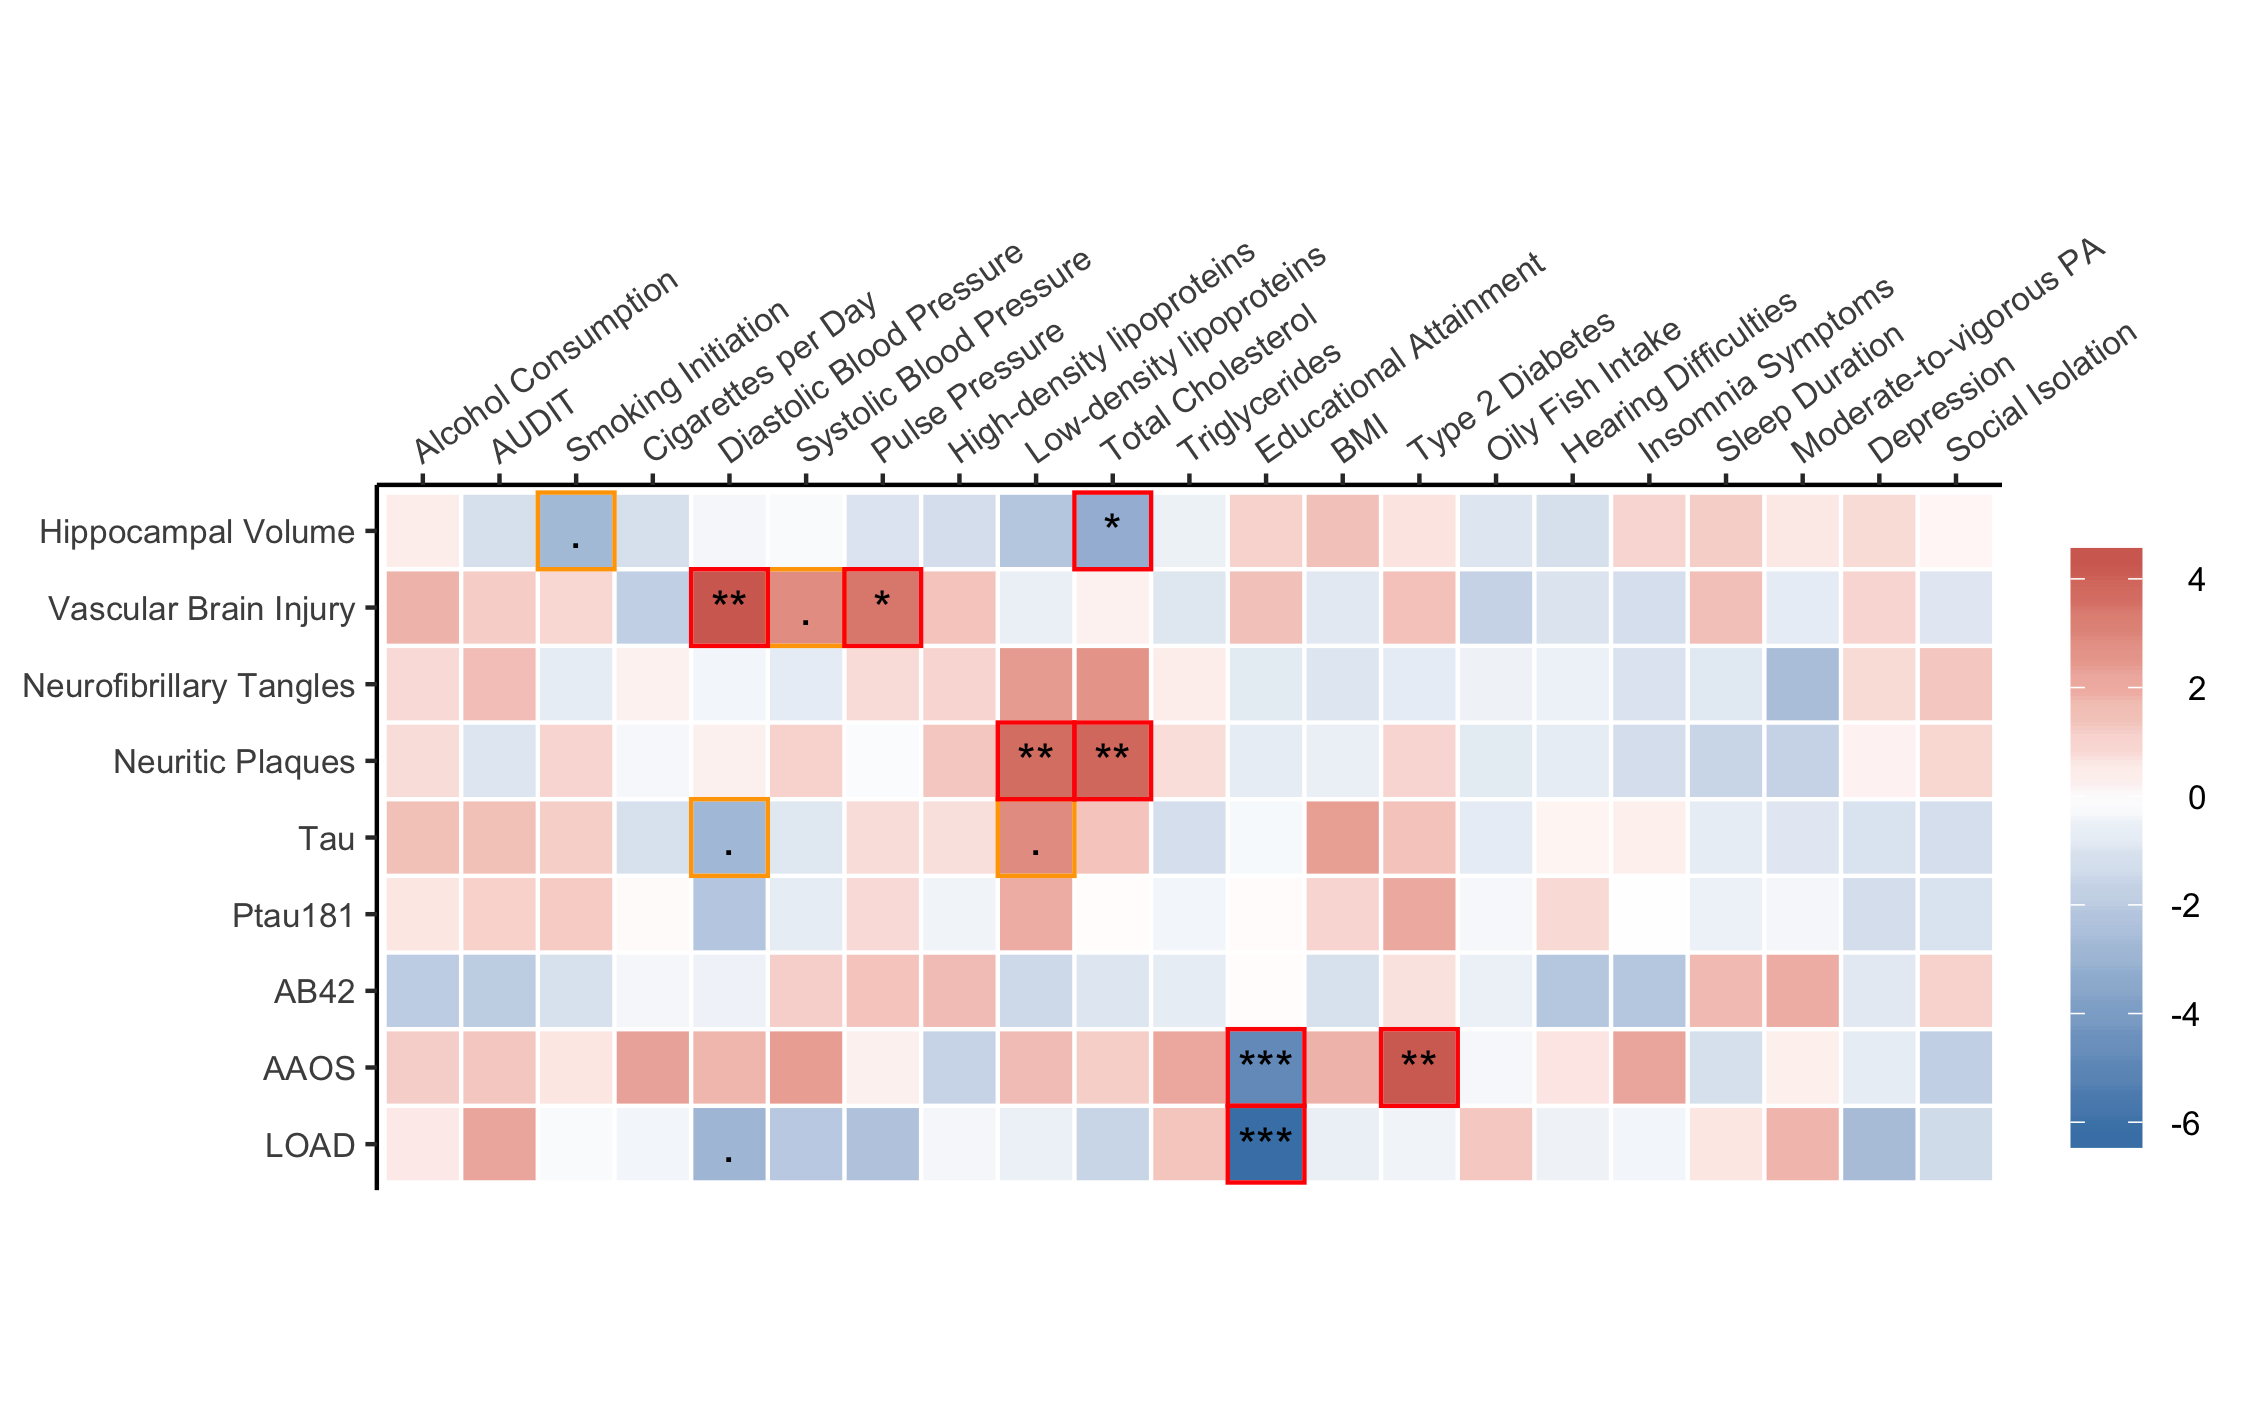 Alcohol Consumption
AUDIT
Smoking Initiation
Cigarettes per Day
Diastolic Blood Pressure
Systolic Blood Pressure
Pulse Pressure
High-density lipoproteins
Low-density lipoproteins
Total Cholesterol
Triglycerides
Educational Attainment
BMI
Type 2 Diabetes
Oily Fish Intake
Hearing Difficulties
Insomnia Symptoms
Sleep Duration
Moderate-to-vigorous PA
Depression
Social Isolation
Hippocampal Volume . *
Vascular Brain Injury ** . *
Neurofibrillary Tangles
Neuritic Plaques ** **
Tau . .
Ptau181
AB42
AAOS *** **
LOAD . ***
4
2
0
-2
-4
-6